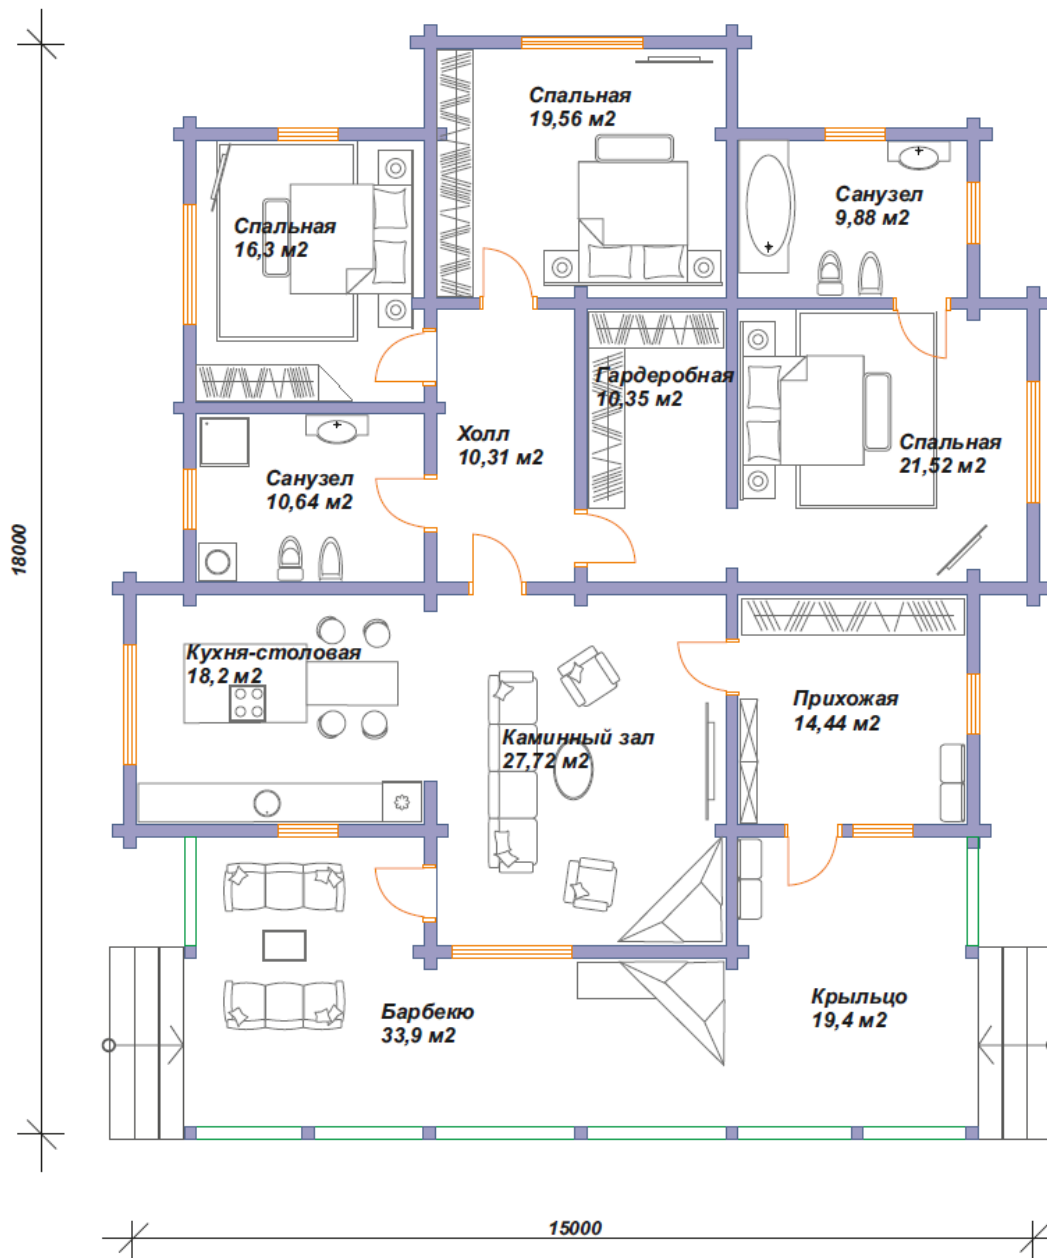 Спальная
19,56 м2
Спальная
16,3 м2
Санузел
9,88 м2
Гардеробная
10,35 м2
Холл
10,31 м2
Спальная
21,52 м2
Санузел
10,64 м2
18000
Кухня-столовая
18,2 м2
Каминный зал
27,72 м2
Прихожая
14,44 м2
Барбекю
33,9 м2
Крыльцо
19,4 м2
15000